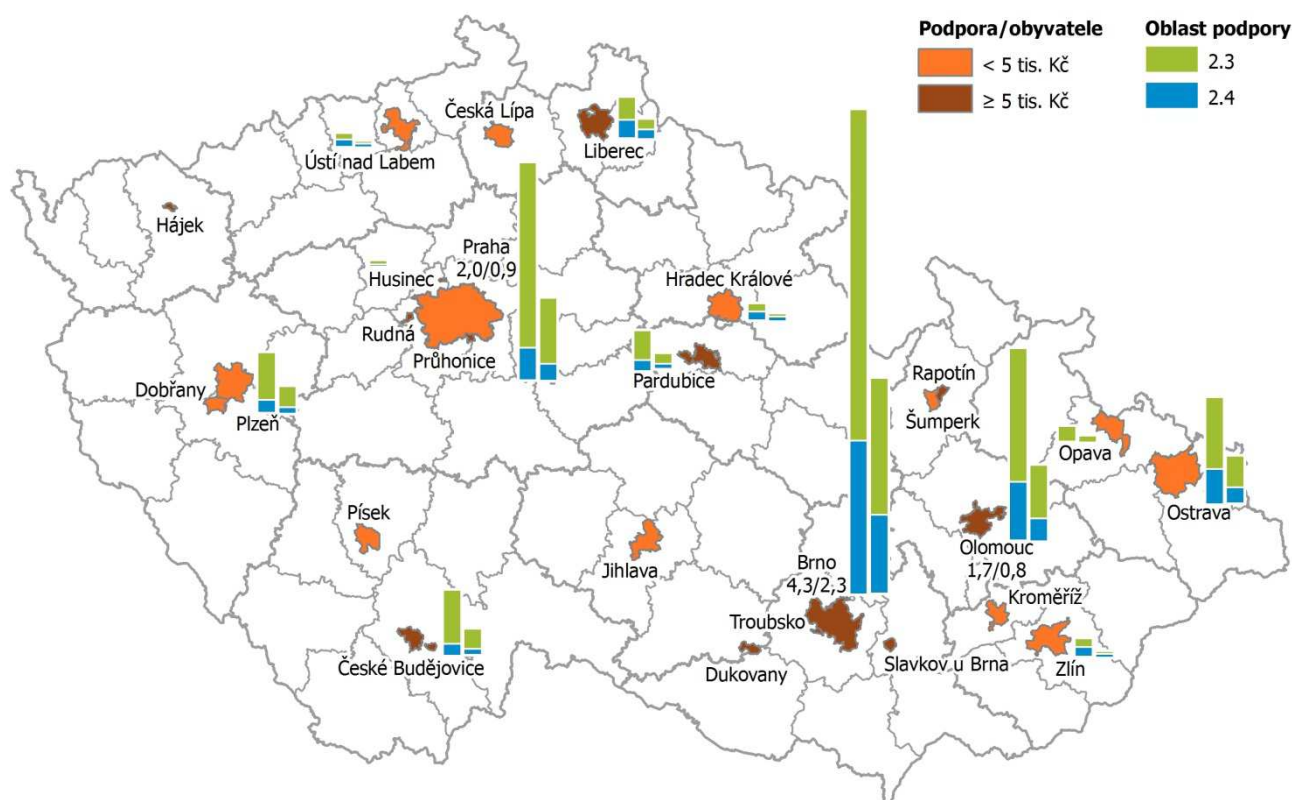 Podpora/obyvatele
< 5 tis. Kč
≥ 5 tis. Kč
Oblast podpory
2.3
2.4
Česká Lípa
Liberec
Ústí nad Labem
Hájek
Praha
2,0/0,9
Husinec
Hradec Králové
Rudná
Průhonice
Pardubice
Dobřany
Plzeň
Rapotín
Šumperk
Opava
Ostrava
Písek
Jihlava
Brno
4,3/2,3
Olomouc
1,7/0,8
Kroměříž
Troubsko
České Budějovice
Dukovany
Slavkov u Brna
Zlín